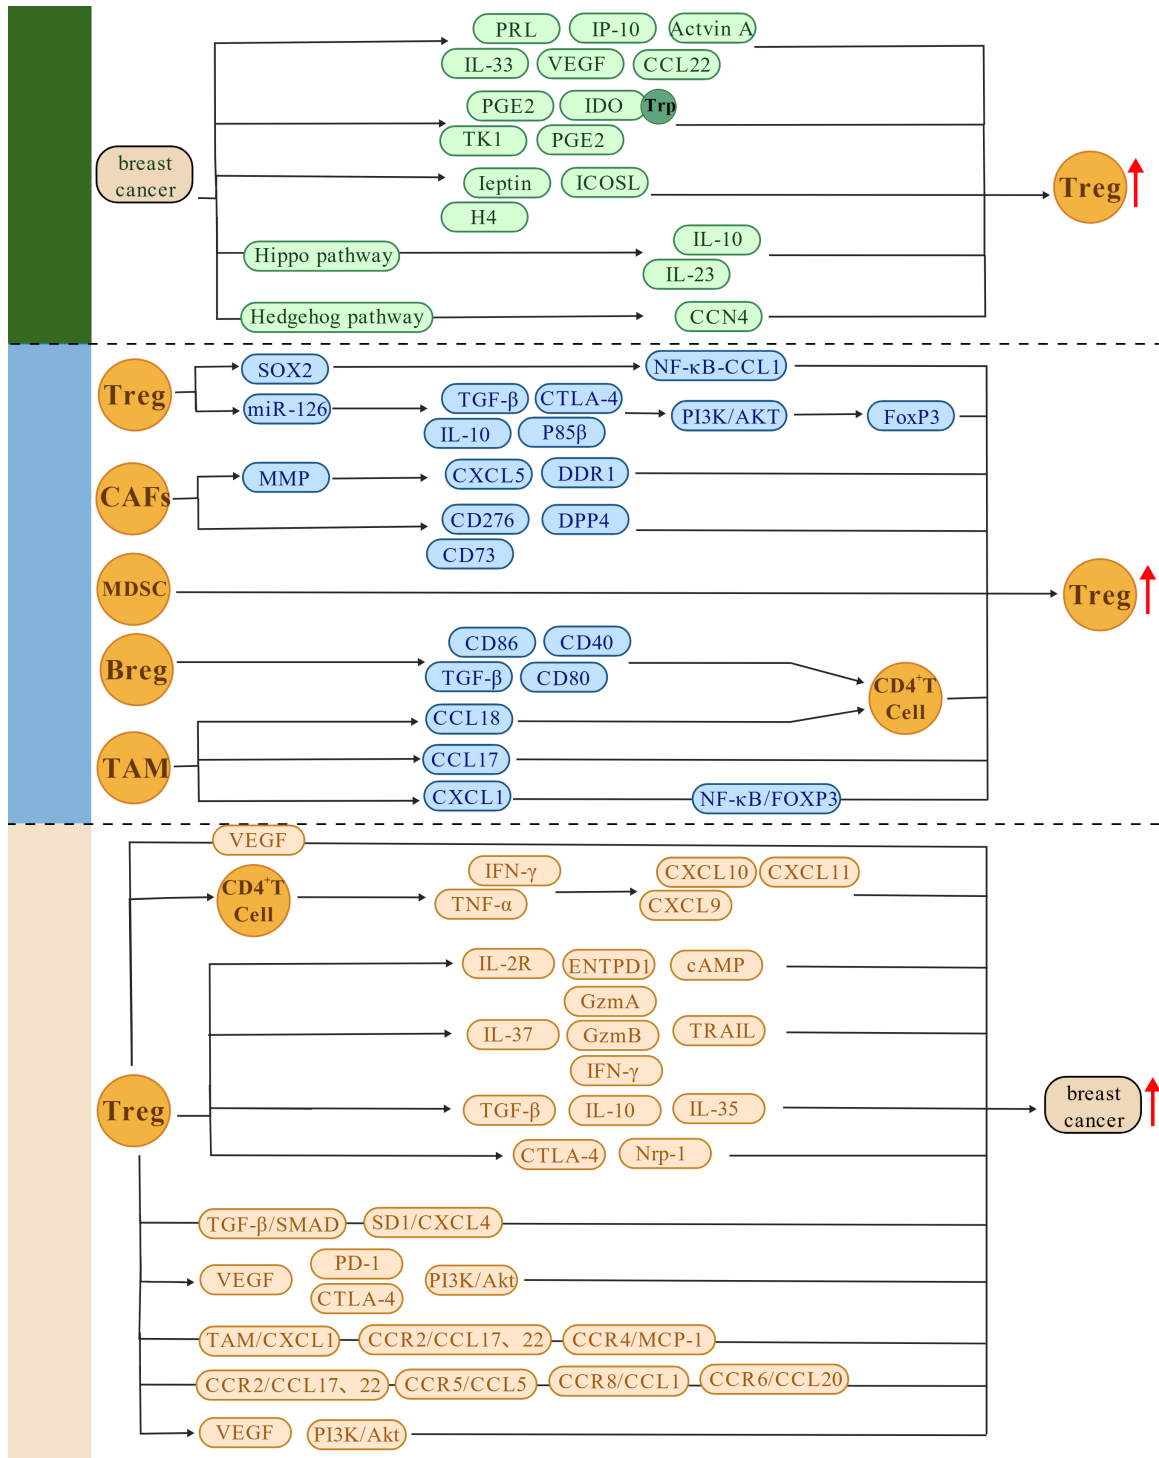 PRL IP-10 Actvin A
IL-33 VEGF CCL22
PGE2 IDO Trp
TK1 PGE2
breast
cancer
Ieptin ICOSL
H4
Treg
Hippo pathway IL-10
IL-23
Hedgehog pathway CCN4
Treg
SOX2 NF-κB-CCL1
miR-126 TGF-β CTLA-4 PI3K/AKT FoxP3
IL-10 P85β
CAFs
MMP CXCL5 DDR1
CD276 DPP4
CD73
MDSC
Treg
Breg
CD86 CD40
TGF-β CD80
CD4+T
Cell
CCL18
TAM
CCL17
CXCL1 NF-κB/FOXP3
VEGF
CD4+T
Cell
IFN-γ CXCL10 CXCL11
TNF-α CXCL9
IL-2R ENTPD1 cAMP
GzmA
IL-37 GzmB TRAIL
IFN-γ
Treg
TGF-β IL-10 IL-35
breast
cancer
CTLA-4 Nrp-1
TGF-β/SMAD SD1/CXCL4
VEGF PD-1 PI3K/Akt
CTLA-4
TAM/CXCL1 CCR2/CCL17、22 CCR4/MCP-1
CCR2/CCL17、22 CCR5/CCL5 CCR8/CCL1 CCR6/CCL20
VEGF PI3K/Akt